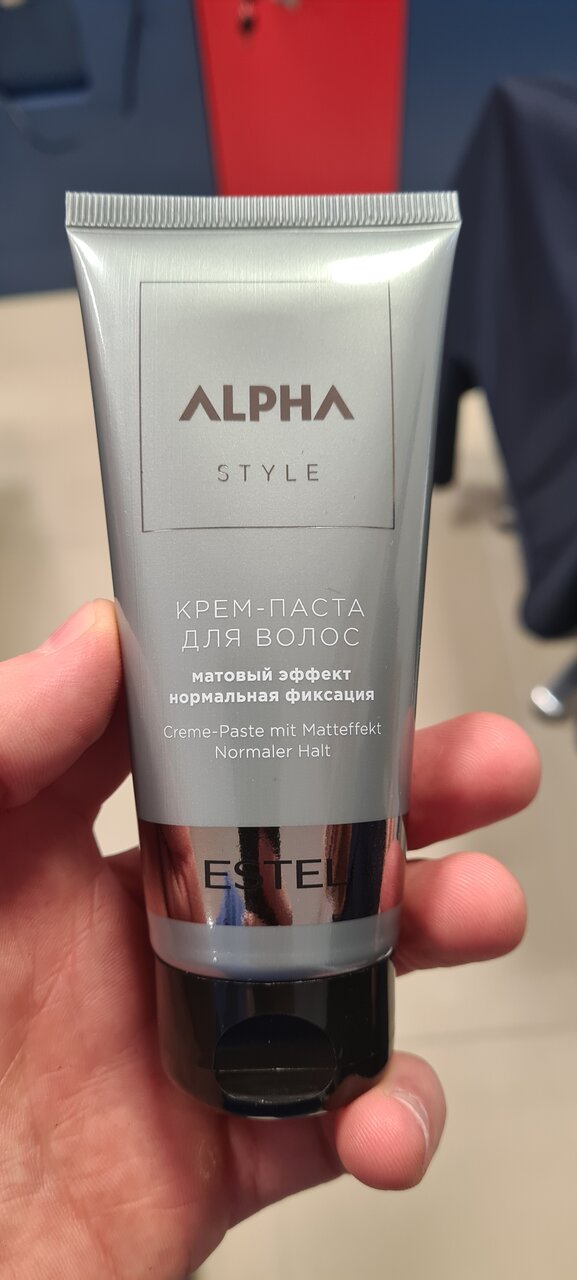 ALPHA
STYLE
КРЕМ-ПАСТА
ДЛЯ ВОЛОС
матовый эффект
нормальная фиксация
Creme-Paste mit Matteffekt
Normaler Halt
ESTEL